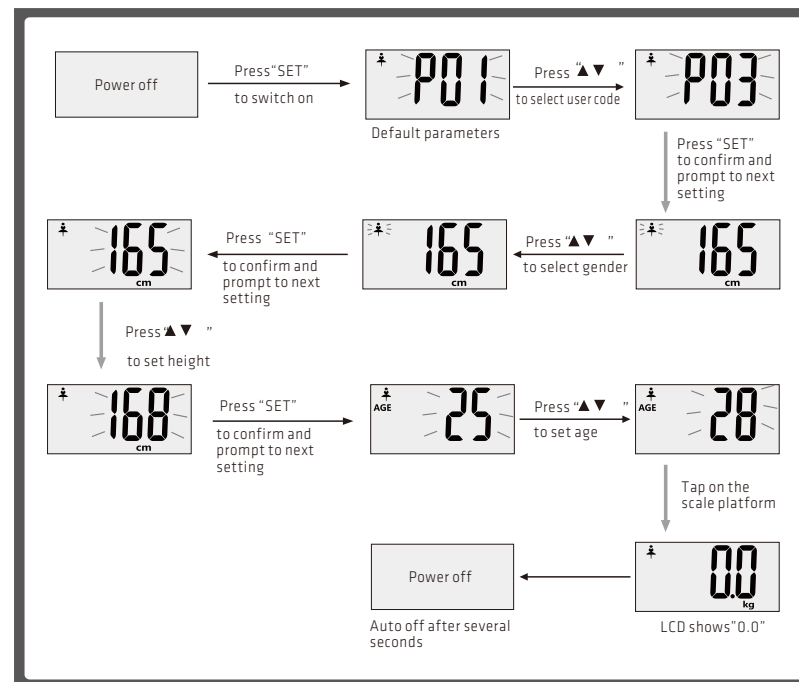 Power off
Press“SET”
to switch on
P01
Default parameters
Press “▲▼ ”
to select user code
P03
Press “SET”
to confirm and
prompt to next
setting
165
cm
Press “▲▼ ”
to select gender
165
cm
Press “SET”
to confirm and
prompt to next
setting
165
cm
Press“▲▼ ”
to set height
168
cm
Press “SET”
to confirm and
prompt to next
setting
AGE
25
Press “▲▼ ”
to set age
AGE
28
Tap on the
scale platform
0.0
kg
LCD shows"0.0"
Power off
Auto off after several
seconds